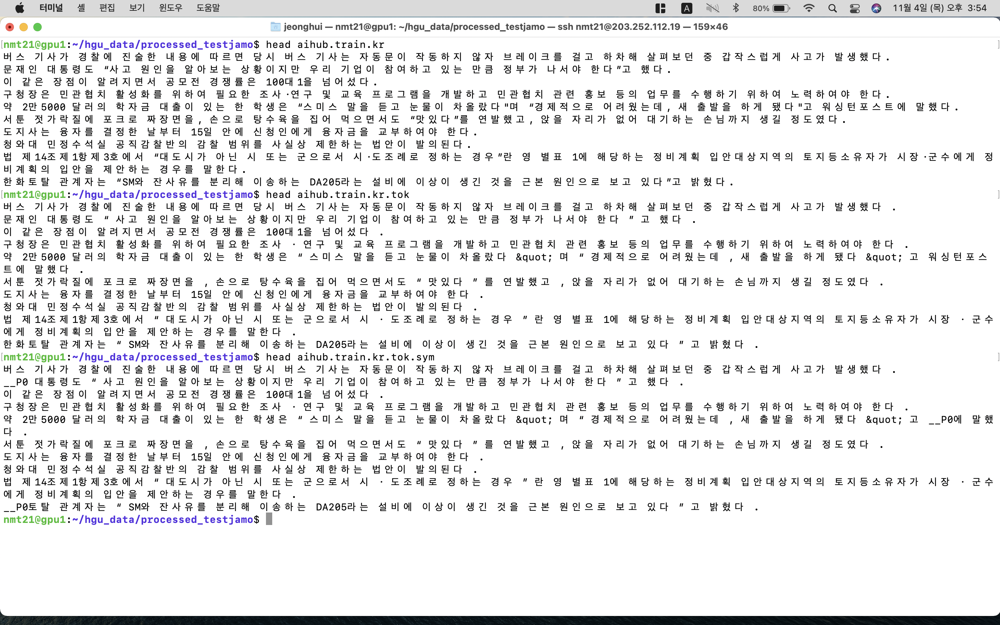 터미널 셸 편집 보기 윈도우 도움말 A 80% 11월 4일 (목) 오후 3:54
jeonghui — nmt21@gpu1: ~/hgu_data/processed_testjamo — ssh nmt21@203.252.112.19 — 159×46
[nmt21@gpu1:~/hgu_data/processed_testjamo$ head aihub.train.kr ]
버스 기사가 경찰에 진술한 내용에 따르면 당시 버스 기사는 자동문이 작동하지 않자 브레이크를 걸고 하차해 살펴보던 중 갑작스럽게 사고가 발생했다.
문재인 대통령도 “사고 원인을 알아보는 상황이지만 우리 기업이 참여하고 있는 만큼 정부가 나서야 한다”고 했다.
이 같은 장점이 알려지면서 공모전 경쟁률은 100대 1을 넘어섰다.
구청장은 민관협치 활성화를 위하여 필요한 조사·연구 및 교육 프로그램을 개발하고 민관협치 관련 홍보 등의 업무를 수행하기 위하여 노력하여야 한다.
약 2만5000 달러의 학자금 대출이 있는 한 학생은 “스미스 말을 듣고 눈물이 차올랐다"며 “경제적으로 어려웠는데, 새 출발을 하게 됐다"고 워싱턴포스트에 말했다.
서툰 젓가락질에 포크로 짜장면을, 손으로 탕수육을 집어 먹으면서도 “맛있다”를 연발했고, 앉을 자리가 없어 대기하는 손님까지 생길 정도였다.
도지사는 융자를 결정한 날부터 15일 안에 신청인에게 융자금을 교부하여야 한다.
청와대 민정수석실 공직감찰반의 감찰 범위를 사실상 제한하는 법안이 발의된다.
법 제14조제1항제3호에서 “대도시가 아닌 시 또는 군으로서 시·도조례로 정하는 경우”란 영 별표 1에 해당하는 정비계획 입안대상지역의 토지등소유자가 시장·군수에게 정
비계획의 입안을 제안하는 경우를 말한다.
한화토탈 관계자는 “SM와 잔사유를 분리해 이송하는 DA205라는 설비에 이상이 생긴 것을 근본 원인으로 보고 있다”고 밝혔다.
[nmt21@gpu1:~/hgu_data/processed_testjamo$ head aihub.train.kr.tok ]
버스 기사가 경찰에 진술한 내용에 따르면 당시 버스 기사는 자동문이 작동하지 않자 브레이크를 걸고 하차해 살펴보던 중 갑작스럽게 사고가 발생했다 .
문재인 대통령도 “ 사고 원인을 알아보는 상황이지만 우리 기업이 참여하고 있는 만큼 정부가 나서야 한다 ” 고 했다 .
이 같은 장점이 알려지면서 공모전 경쟁률은 100대 1을 넘어섰다 .
구청장은 민관협치 활성화를 위하여 필요한 조사 · 연구 및 교육 프로그램을 개발하고 민관협치 관련 홍보 등의 업무를 수행하기 위하여 노력하여야 한다 .
약 2만5000 달러의 학자금 대출이 있는 한 학생은 “ 스미스 말을 듣고 눈물이 차올랐다 &quot; 며 “ 경제적으로 어려웠는데 , 새 출발을 하게 됐다 &quot; 고 워싱턴포스
트에 말했다 .
서툰 젓가락질에 포크로 짜장면을 , 손으로 탕수육을 집어 먹으면서도 “ 맛있다 ” 를 연발했고 , 앉을 자리가 없어 대기하는 손님까지 생길 정도였다 .
도지사는 융자를 결정한 날부터 15일 안에 신청인에게 융자금을 교부하여야 한다 .
청와대 민정수석실 공직감찰반의 감찰 범위를 사실상 제한하는 법안이 발의된다 .
법 제14조제1항제3호에서 “ 대도시가 아닌 시 또는 군으로서 시 · 도조례로 정하는 경우 ” 란 영 별표 1에 해당하는 정비계획 입안대상지역의 토지등소유자가 시장 · 군수
에게 정비계획의 입안을 제안하는 경우를 말한다 .
한화토탈 관계자는 “ SM와 잔사유를 분리해 이송하는 DA205라는 설비에 이상이 생긴 것을 근본 원인으로 보고 있다 ” 고 밝혔다 .
[nmt21@gpu1:~/hgu_data/processed_testjamo$ head aihub.train.kr.tok.sym ]
버스 기사가 경찰에 진술한 내용에 따르면 당시 버스 기사는 자동문이 작동하지 않자 브레이크를 걸고 하차해 살펴보던 중 갑작스럽게 사고가 발생했다 .
__P0 대통령도 “ 사고 원인을 알아보는 상황이지만 우리 기업이 참여하고 있는 만큼 정부가 나서야 한다 ” 고 했다 .
이 같은 장점이 알려지면서 공모전 경쟁률은 100대 1을 넘어섰다 .
구청장은 민관협치 활성화를 위하여 필요한 조사 · 연구 및 교육 프로그램을 개발하고 민관협치 관련 홍보 등의 업무를 수행하기 위하여 노력하여야 한다 .
약 2만5000 달러의 학자금 대출이 있는 한 학생은 “ 스미스 말을 듣고 눈물이 차올랐다 &quot; 며 “ 경제적으로 어려웠는데 , 새 출발을 하게 됐다 &quot; 고 __P0에 말했
다 .
서툰 젓가락질에 포크로 짜장면을 , 손으로 탕수육을 집어 먹으면서도 “ 맛있다 ” 를 연발했고 , 앉을 자리가 없어 대기하는 손님까지 생길 정도였다 .
도지사는 융자를 결정한 날부터 15일 안에 신청인에게 융자금을 교부하여야 한다 .
청와대 민정수석실 공직감찰반의 감찰 범위를 사실상 제한하는 법안이 발의된다 .
법 제14조제1항제3호에서 “ 대도시가 아닌 시 또는 군으로서 시 · 도조례로 정하는 경우 ” 란 영 별표 1에 해당하는 정비계획 입안대상지역의 토지등소유자가 시장 · 군수
에게 정비계획의 입안을 제안하는 경우를 말한다 .
__P0토탈 관계자는 “ SM와 잔사유를 분리해 이송하는 DA205라는 설비에 이상이 생긴 것을 근본 원인으로 보고 있다 ” 고 밝혔다 .
nmt21@gpu1:~/hgu_data/processed_testjamo$